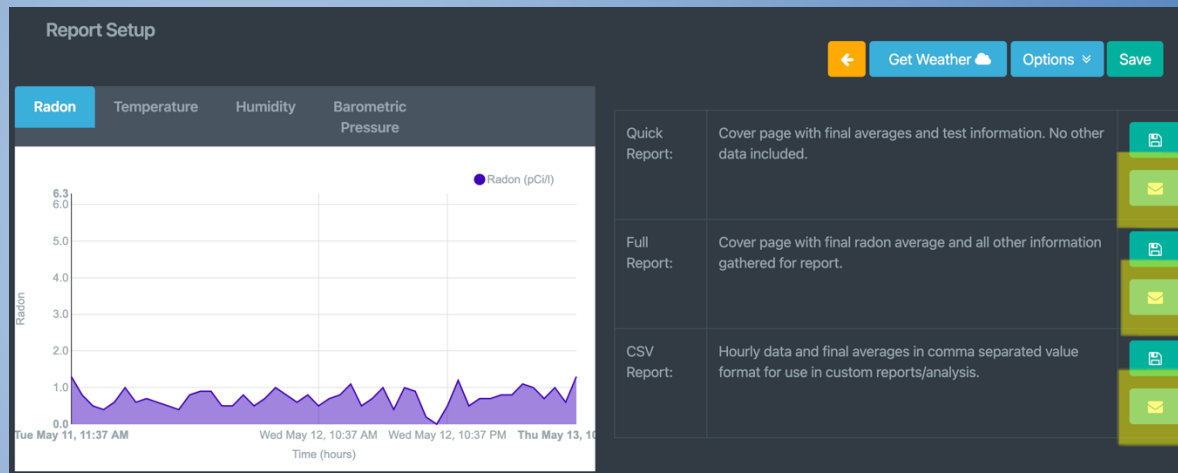 Report Setup
Get Weather
Options
Save
Radon
Temperature
Humidity
Barometric
Pressure
Radon (pCi/l)
6.3
6.0
5.0
4.0
3.0
2.0
1.0
0.0
Radon
Tue May 11, 11:37 AM
Wed May 12, 10:37 AM
Wed May 12, 10:37 PM
Thu May 13, 10
Time (hours)
Quick
Report:
Cover page with final averages and test information. No other
data included.
Full
Report:
Cover page with final radon average and all other information
gathered for report.
CSV
Report:
Hourly data and final averages in comma separated value
format for use in custom reports/analysis.